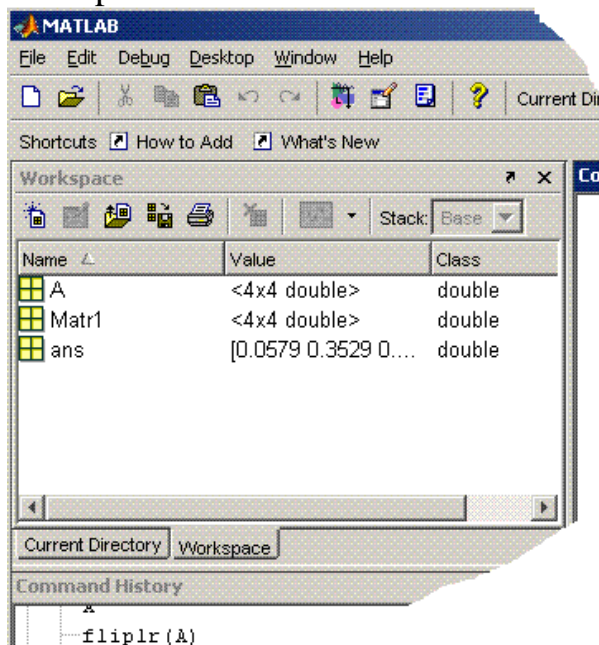 MATLAB
File Edit Debug Desktop Window Help
Current Di
Shortcuts How to Add What's New
Workspace
Co
Stack: Base
Name Value Class
A <4x4 double> double
Matr1 <4x4 double> double
ans [0.0579 0.3529 0.... double
Current Directory Workspace
Command History
A
fliplr(A)